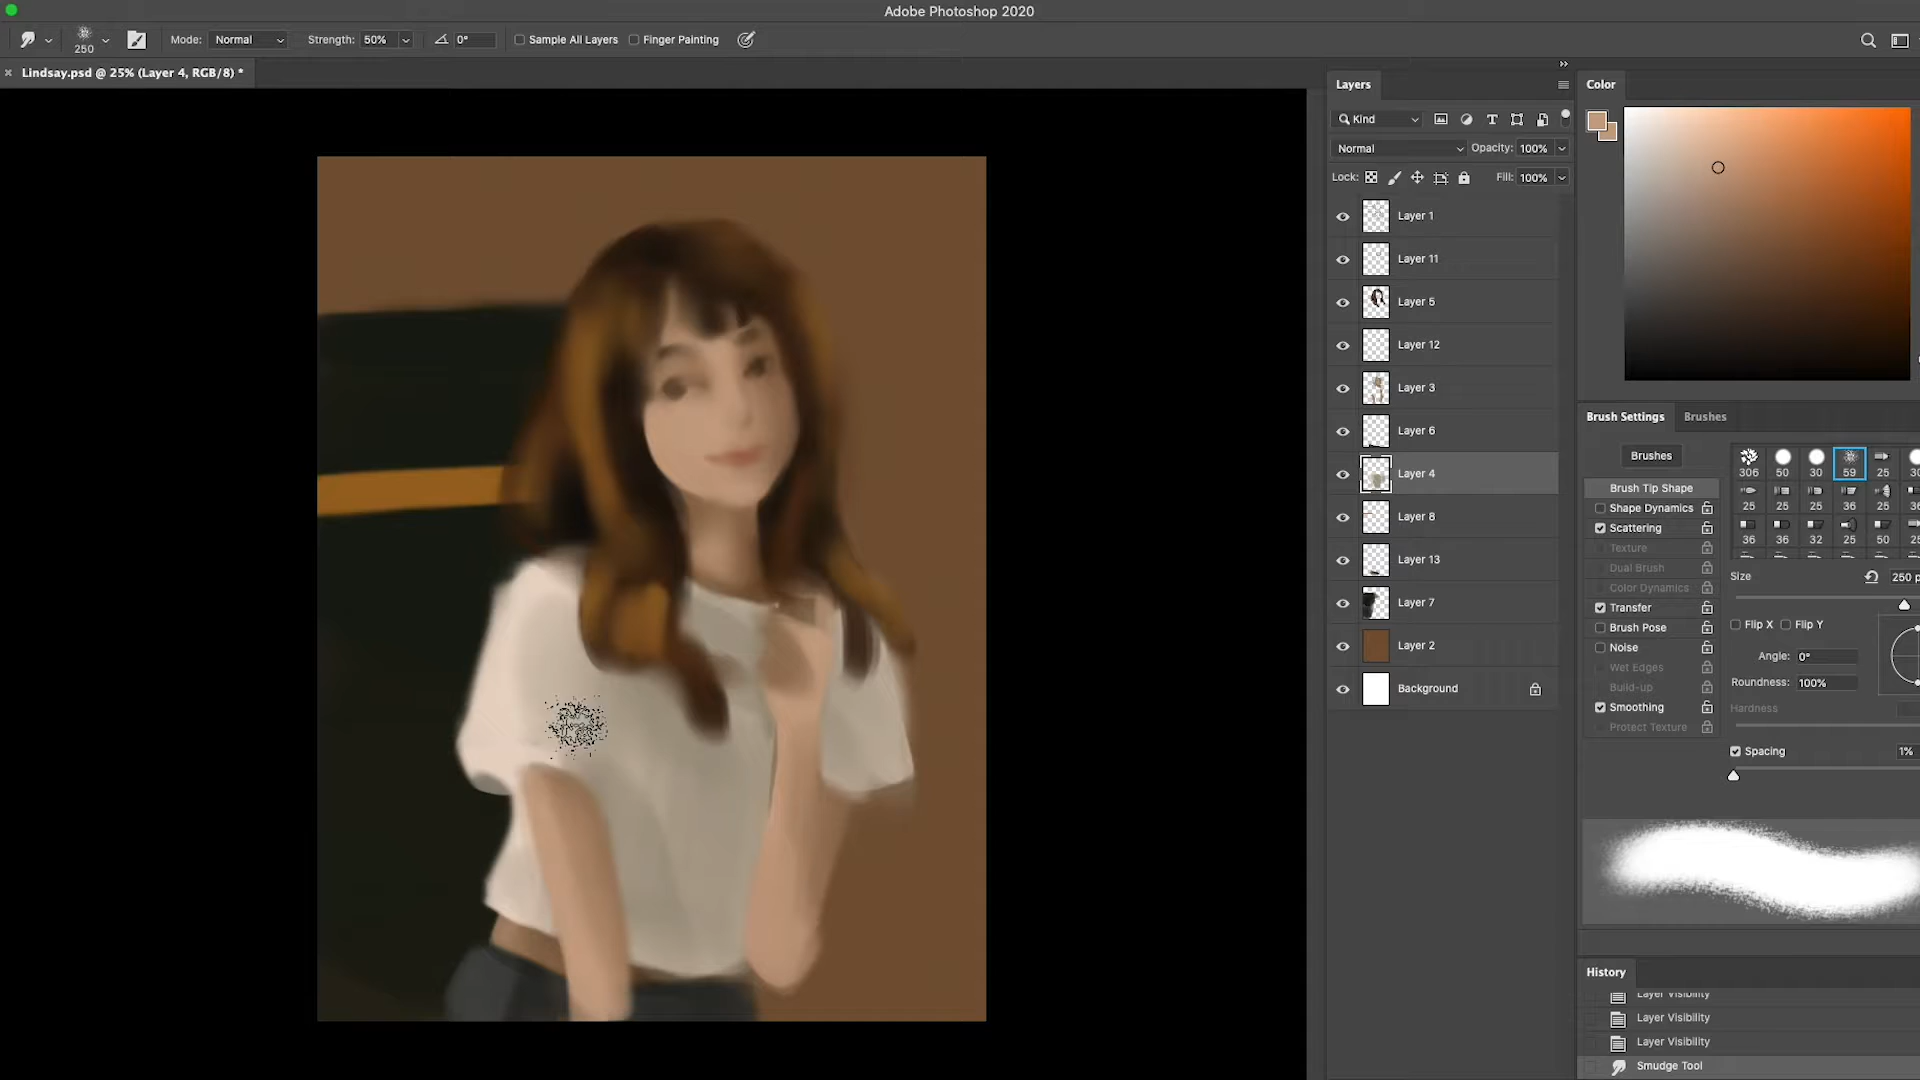 Adobe Photoshop 2020
250
Mode: Normal
Strength: 50%
0°
Sample All Layers
Finger Painting
Lindsay.psd @ 25% (Layer 4, RGB/8) *
Layers
Kind
Normal
Opacity: 100%
Lock:
Fill: 100%
Layer 1
Layer 11
Layer 5
Layer 12
Layer 3
Layer 6
Layer 4
Layer 8
Layer 13
Layer 7
Layer 2
Background
Color
Brush Settings
Brushes
Brushes
Brush Tip Shape
Shape Dynamics
Scattering
Texture
Dual Brush
Color Dynamics
Transfer
Brush Pose
Noise
Wet Edges
Build-up
Smoothing
Protect Texture
306 50 30 59 25
25 25 25 36 25
36 36 32 25 50
Size
250
Flip X Flip Y
Angle: 0°
Roundness: 100%
Hardness
Spacing 1%
History
Layer Visibility
Layer Visibility
Layer Visibility
Smudge Tool